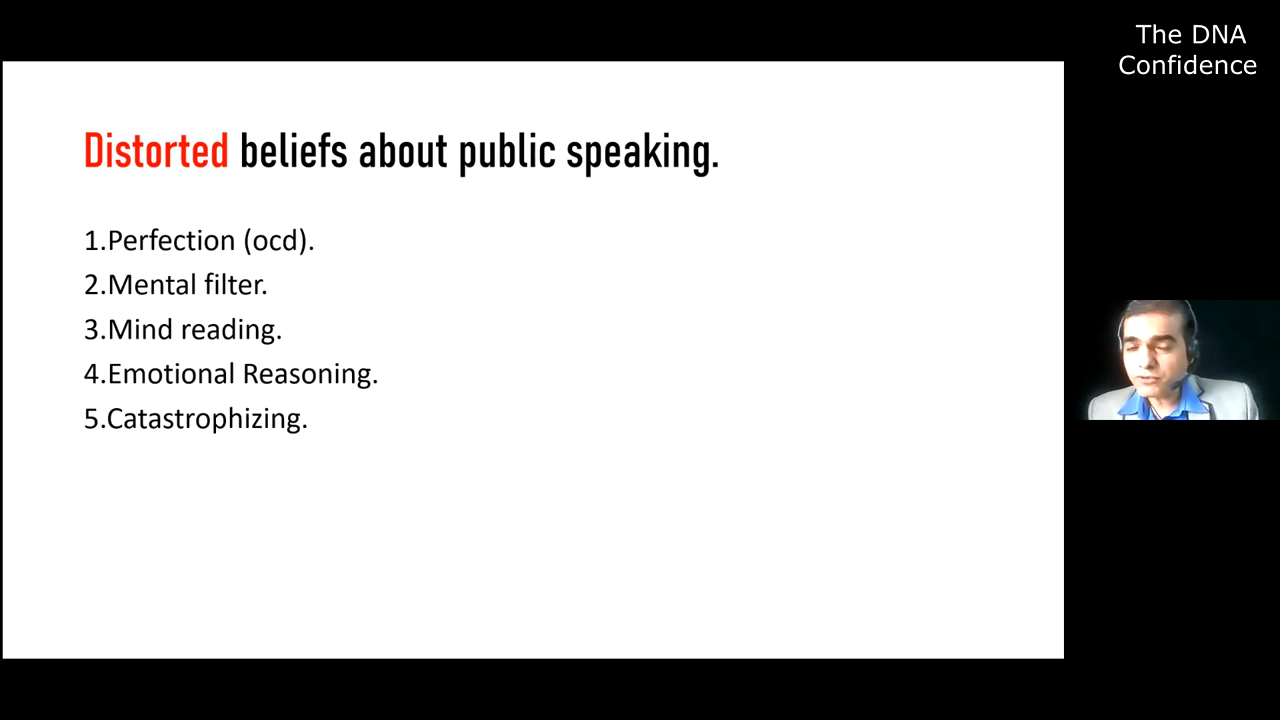 The DNA
Confidence
Distorted beliefs about public speaking.
1.Perfection (ocd).
2.Mental filter.
3.Mind reading.
4.Emotional Reasoning.
5.Catastrophizing.